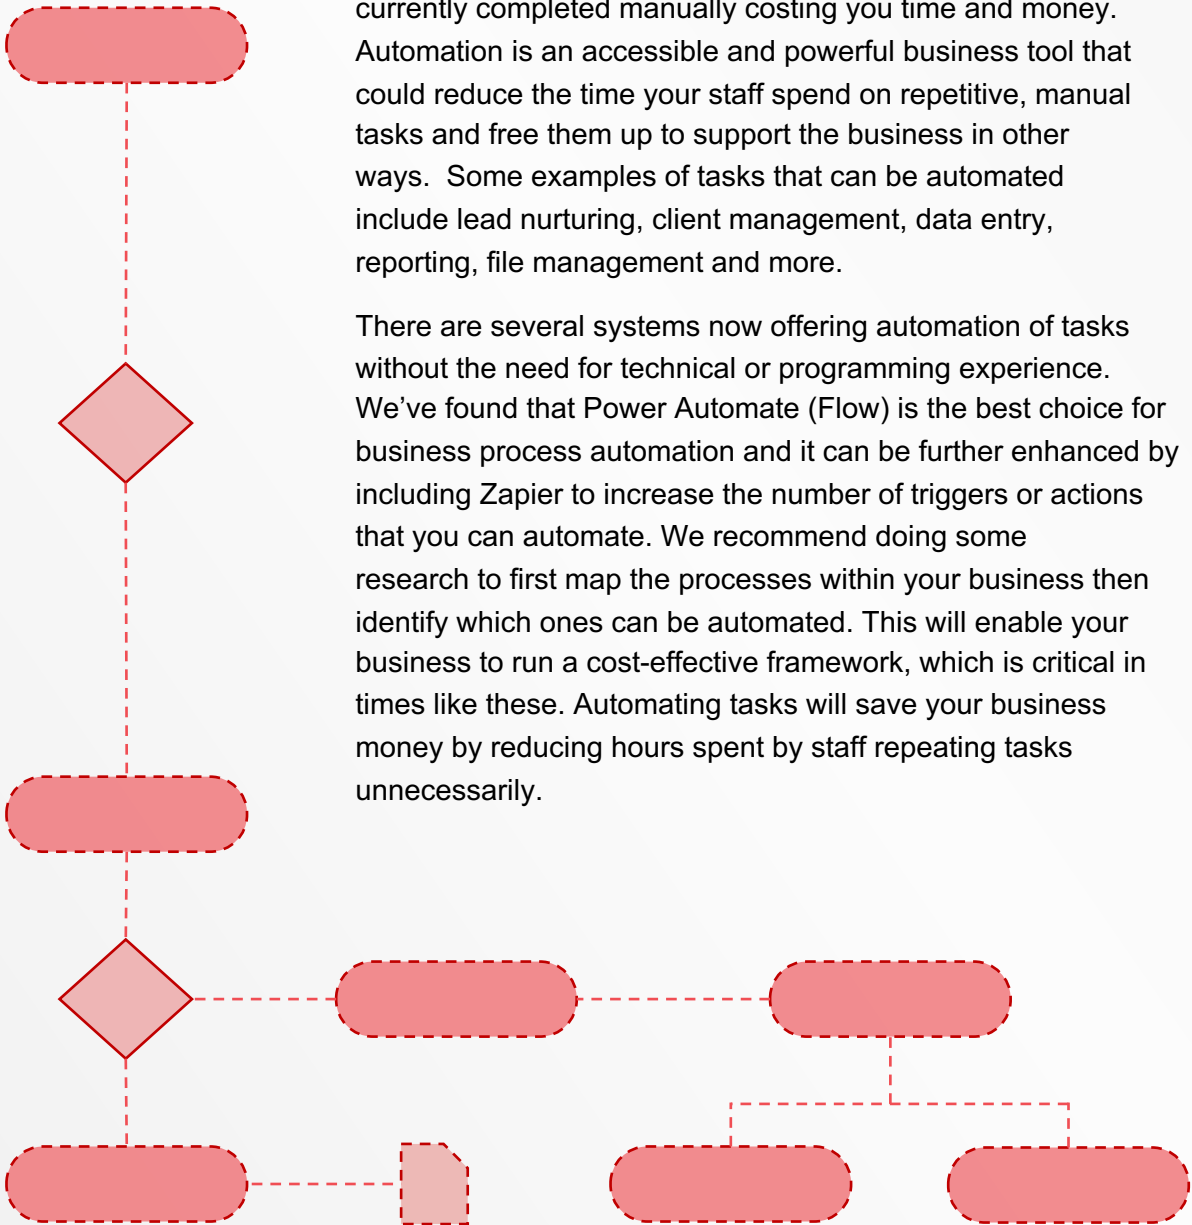 currently completed manually costing you time and money.
Automation is an accessible and powerful business tool that
could reduce the time your staff spend on repetitive, manual
tasks and free them up to support the business in other
ways.  Some examples of tasks that can be automated
include lead nurturing, client management, data entry,
reporting, file management and more.
There are several systems now offering automation of tasks
without the need for technical or programming experience.
We’ve found that Power Automate (Flow) is the best choice for
business process automation and it can be further enhanced by
including Zapier to increase the number of triggers or actions
that you can automate. We recommend doing some
research to first map the processes within your business then
identify which ones can be automated. This will enable your
business to run a cost-effective framework, which is critical in
times like these. Automating tasks will save your business
money by reducing hours spent by staff repeating tasks
unnecessarily.